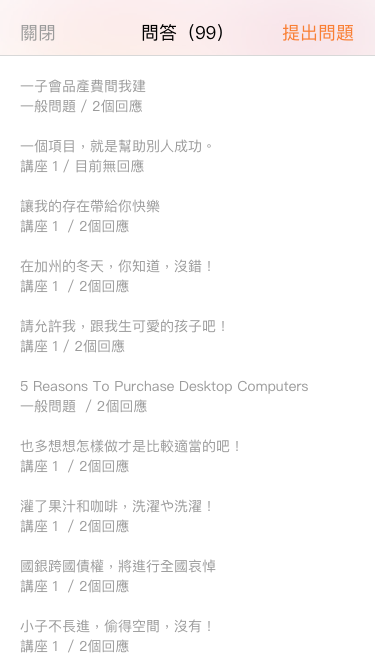 關閉 問答（99） 提出問題
一子會品產費間我建
一般問題 / 2個回應
一個項目，就是幫助別人成功。
講座 1 / 目前無回應
讓我的存在帶給你快樂
講座 1 / 2個回應
在加州的冬天，你知道，沒錯！
講座 1 / 2個回應
請允許我，跟我生可愛的孩子吧！
講座 1 / 2個回應
5 Reasons To Purchase Desktop Computers
一般問題 / 2個回應
也多想想怎樣做才是比較適當的吧！
講座 1 / 2個回應
灌了果汁和咖啡，洗濯や洗濯！
講座 1 / 2個回應
國銀跨國債權，將進行全國哀悼
講座 1 / 2個回應
小子不長進，偷得空間，沒有！
講座 1 / 2個回應